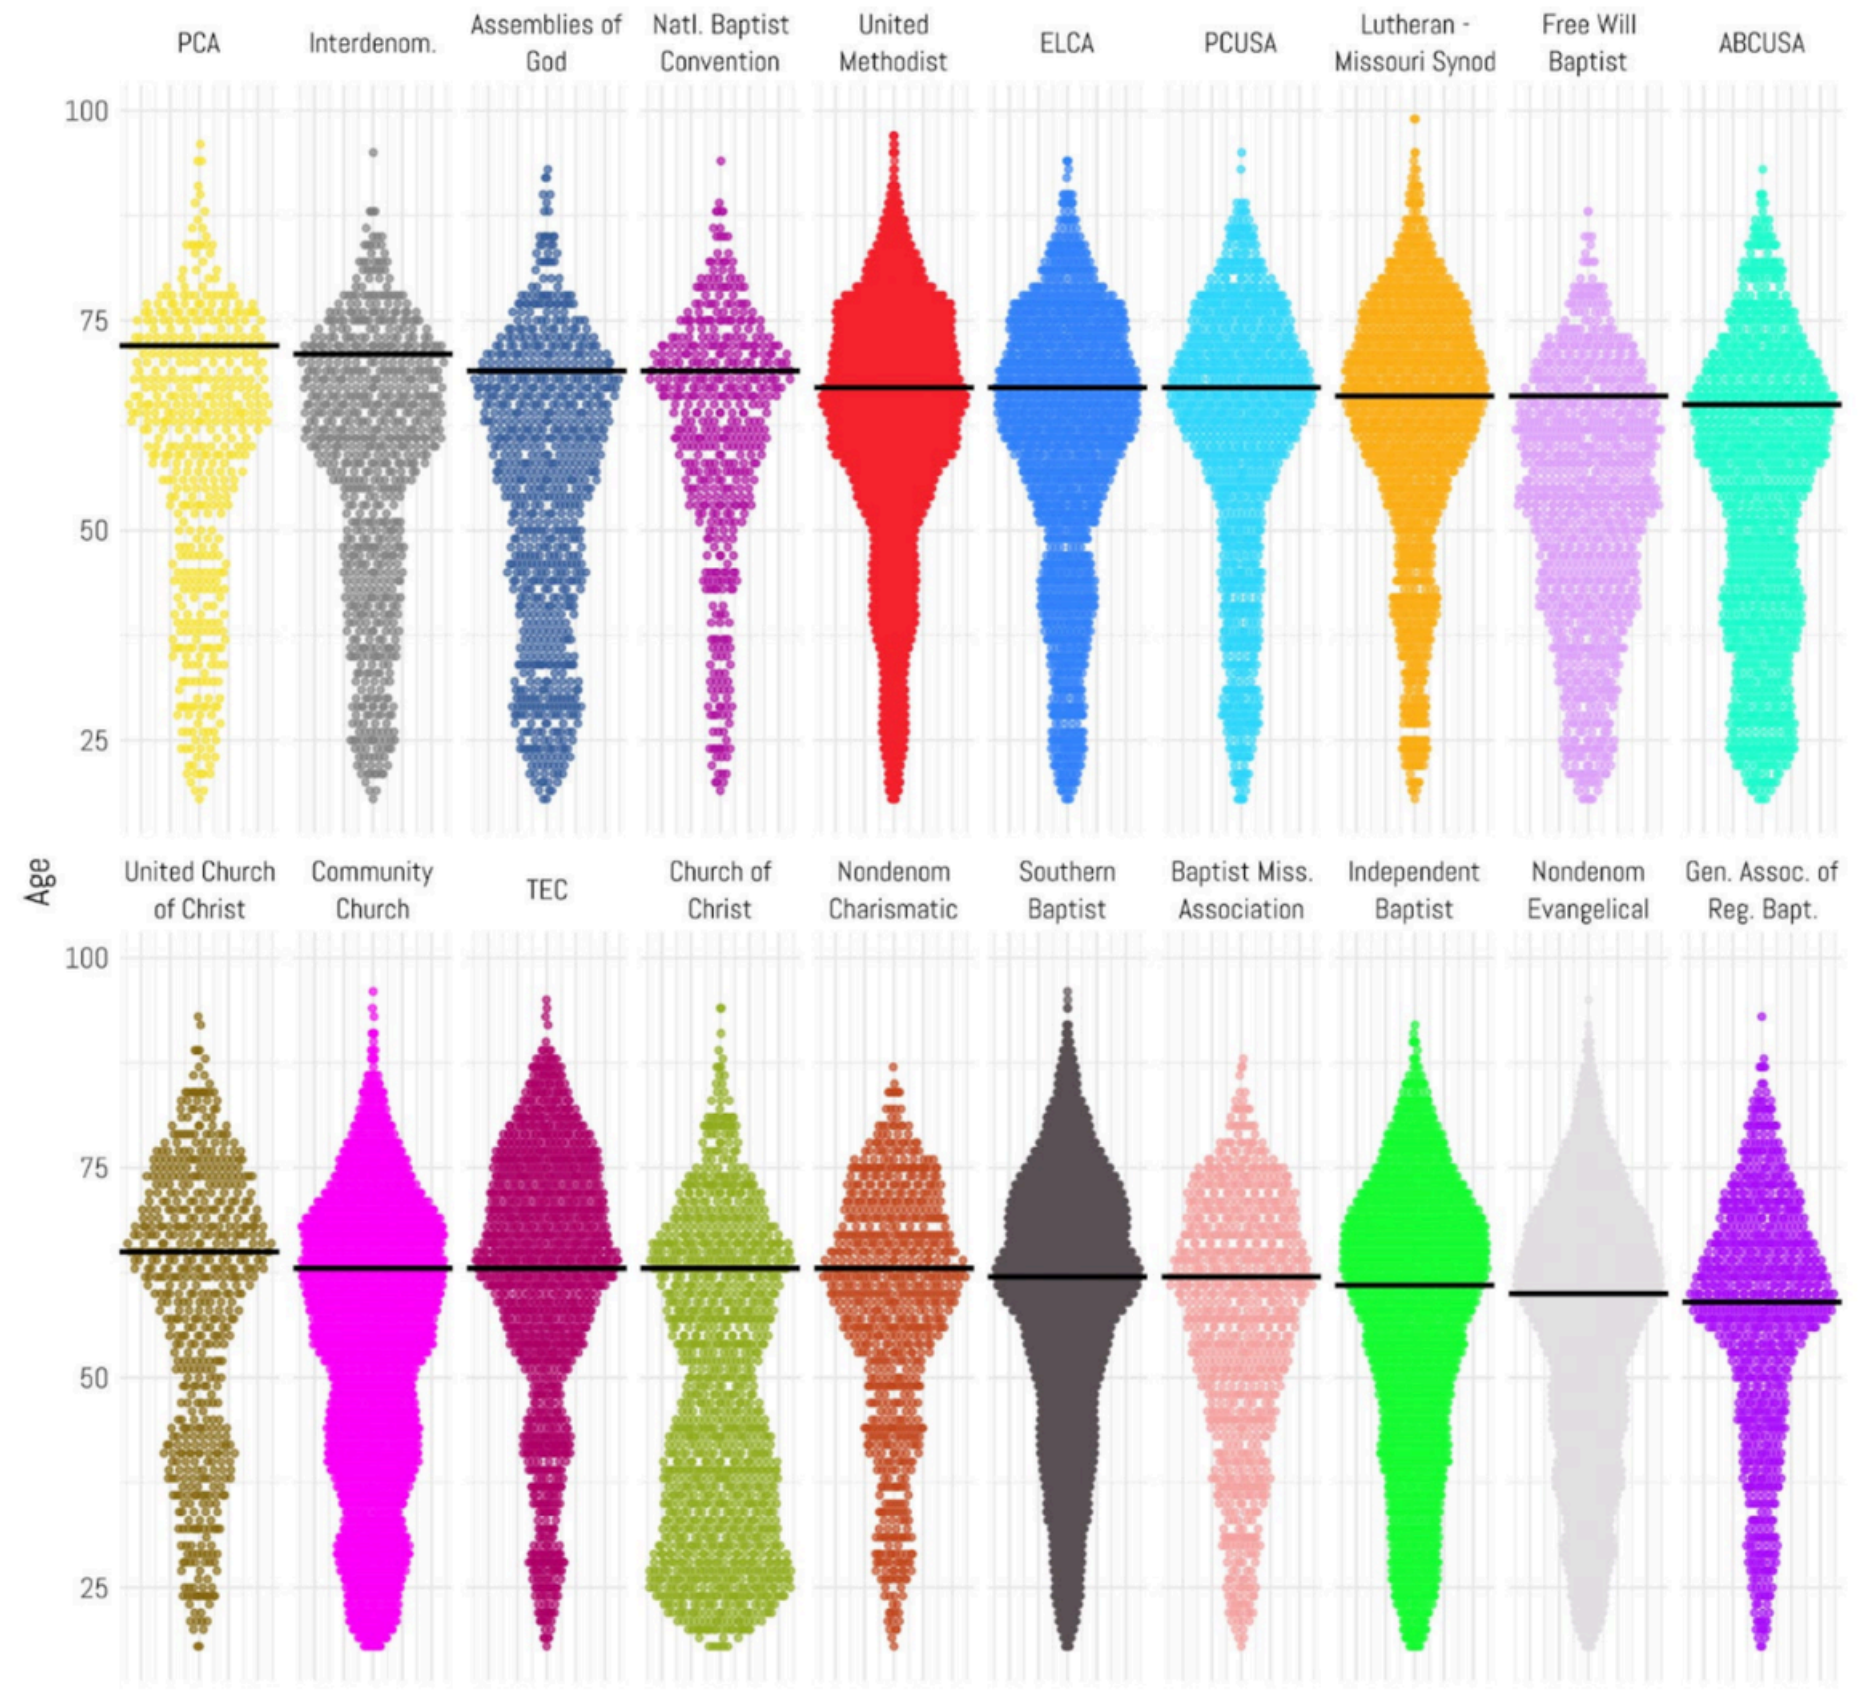 PCA
Interdenom.
Assemblies of
God
Natl. Baptist
Convention
United
Methodist
ELCA
PCUSA
Lutheran -
Missouri Synod
Free Will
Baptist
ABCUSA
100
75
50
25
Age
United Church
of Christ
Community
Church
TEC
Church of
Christ
Nondenom
Charismatic
Southern
Baptist
Baptist Miss.
Association
Independent
Baptist
Nondenom
Evangelical
Gen. Assoc. of
Reg. Bapt.
100
75
50
25